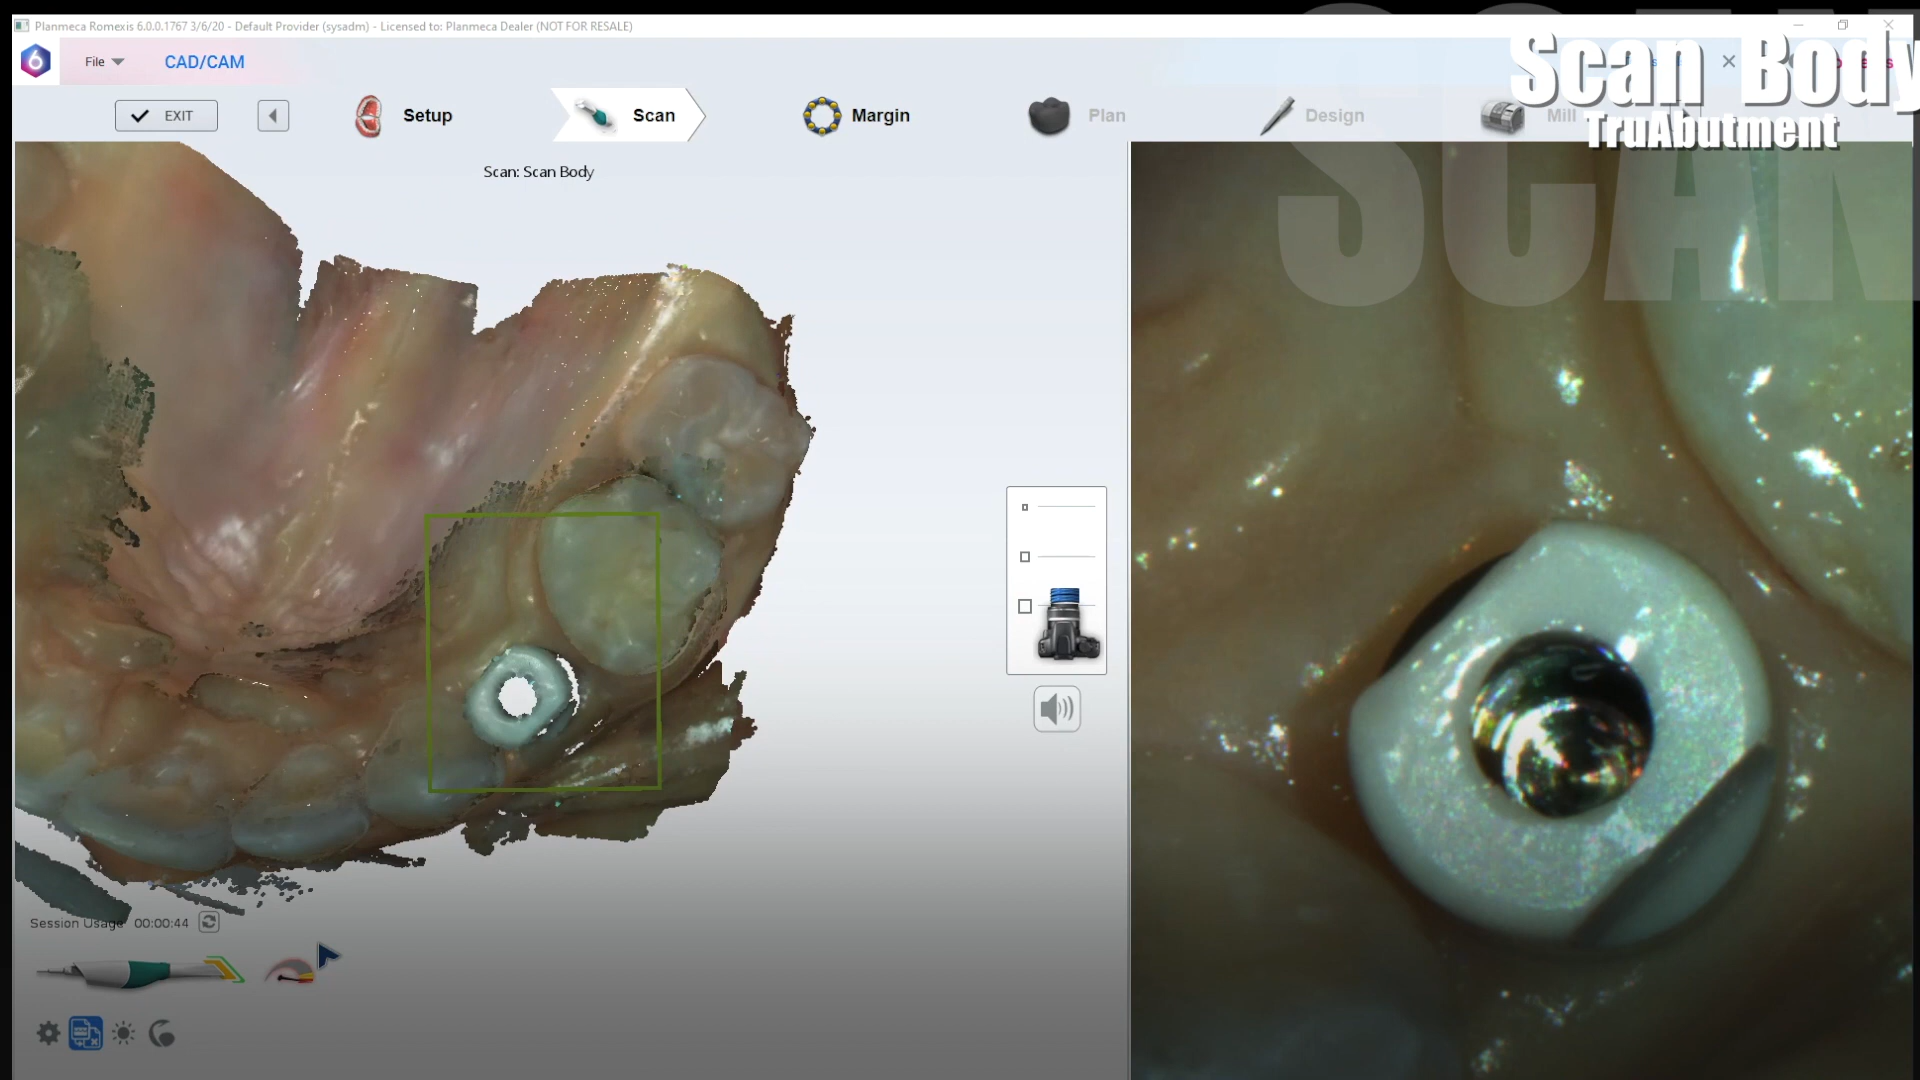 Planmeca Romexis 6.0.0.1767 3/6/20 - Default Provider (sysadm) - Licensed to: Planmeca Dealer (NOT FOR RESALE)
6 File CAD/CAM
Scan Body
TruAbutment
EXIT Setup Scan Margin Plan Design Mill
SCAN
Scan: Scan Body
Session Usage 00:00:44